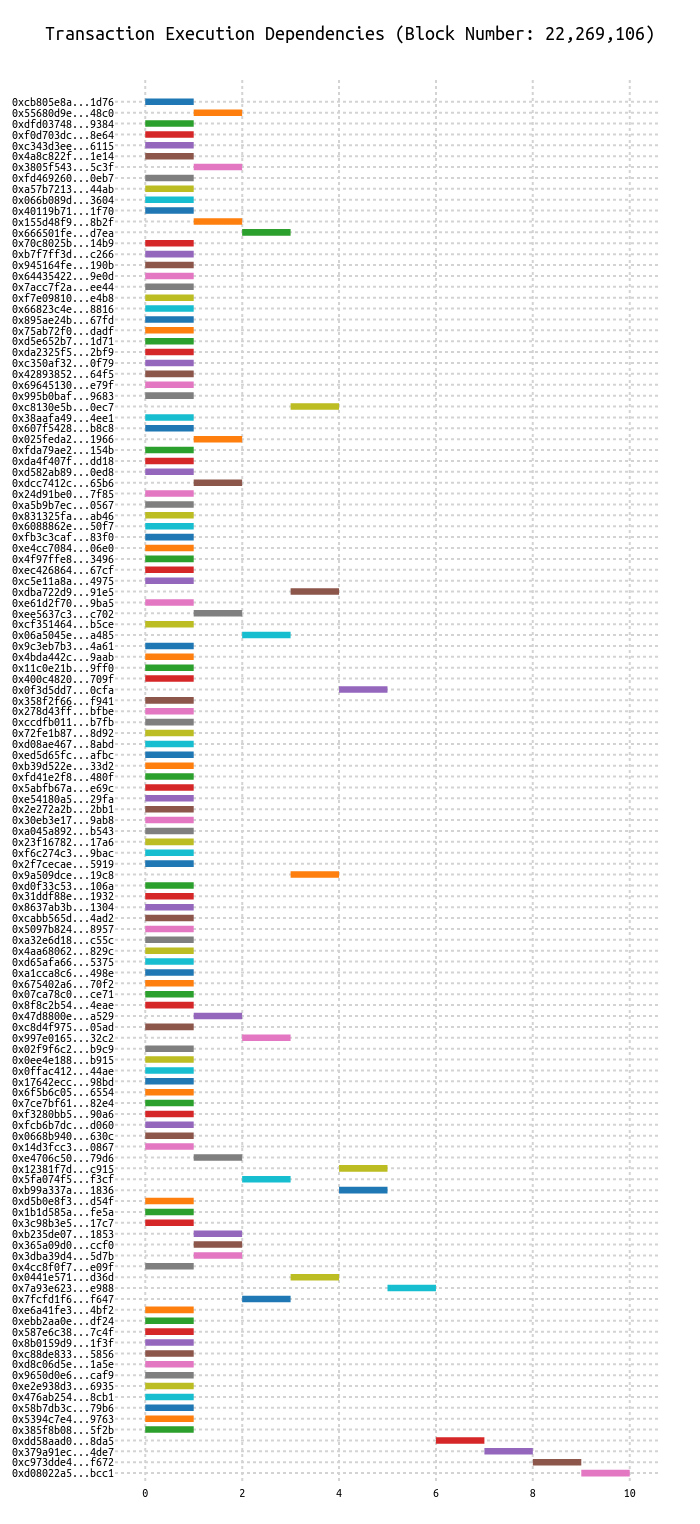 Transaction Execution Dependencies (Block Number: 22,269,106)
0xcb805e8a...1d76
0x55680d9e...48c0
0xdfd03748...9384
0xf0d703dc...8e64
0xc343d3ee...6115
0x4a8c822f...1e14
0x3805f543...5c3f
0xfd469260...0eb7
0xa57b7213...44ab
0x066b089d...3604
0x40119b71...1f70
0x155d48f9...8b2f
0x666501fe...d7ea
0x70c8025b...14b9
0xb7f7ff3d...c266
0x945164fe...190b
0x64435422...9e0d
0x7acc7f2a...ee44
0xf7e09810...e4b8
0x66823c4e...8816
0x895ae24b...67fd
0x75ab72f0...dadf
0xd5e652b7...1d71
0xda2325f5...2bf9
0xc350af32...0f79
0x42893852...64f5
0x69645130...e79f
0x995b0baf...9683
0xc8130e5b...0ec7
0x38aafa49...4ee1
0x607f5428...b8c8
0x025feda2...1966
0xfda79ae2...154b
0xda4f407f...dd18
0xd582ab89...0ed8
0xdcc7412c...65b6
0x24d91be0...7f85
0xa5b9b7ec...0567
0x831325fa...ab46
0x6088862e...50f7
0xfb3c3caf...83f0
0xe4cc7084...06e0
0x4f97ffe8...3496
0xec426864...67cf
0xc5e11a8a...4975
0xdba722d9...91e5
0xe61d2f70...9ba5
0xee5637c3...c702
0xcf351464...b5ce
0x06a5045e...a485
0x9c3eb7b3...4a61
0x4bda442c...9aab
0x11c0e21b...9ff0
0x400c4820...709f
0x0f3d5dd7...0cfa
0x358f2f66...f941
0x278d43ff...bfbe
0xccdfb011...b7fb
0x72fe1b87...8d92
0xd08ae467...8abd
0xed5d65fc...afbc
0xb39d522e...33d2
0xfd41e2f8...480f
0x5abfb67a...e69c
0xe54180a5...29fa
0x2e272a2b...2bb1
0x30eb3e17...9ab8
0xa045a892...b543
0x23f16782...17a6
0xf6c274c3...9bac
0x2f7cecae...5919
0x9a509dce...19c8
0xd0f33c53...106a
0x31ddf88e...1932
0x8637ab3b...1304
0xcabb565d...4ad2
0x5097b824...8957
0xa32e6d18...c55c
0x4aa68062...829c
0xd65afa66...5375
0xa1cca8c6...498e
0x675402a6...70f2
0x07ca78c0...ce71
0x8f8c2b54...4eae
0x47d8800e...a529
0xc8d4f975...05ad
0x997e0165...32c2
0x02f9f6c2...b9c9
0x0ee4e188...b915
0x0ffac412...44ae
0x17642ecc...98bd
0x6f5b6c05...6554
0x7ce7bf61...82e4
0xf3280bb5...90a6
0xfcb6b7dc...d060
0x0668b940...630c
0x14d3fcc3...0867
0xe4706c50...79d6
0x12381f7d...c915
0x5fa074f5...f3cf
0xb99a337a...1836
0xd5b0e8f3...d54f
0x1b1d585a...fe5a
0x3c98b3e5...17c7
0xb235de07...1853
0x365a09d0...ccf0
0x3dba39d4...5d7b
0x4cc8f0f7...e09f
0x0441e571...d36d
0x7a93e623...e988
0x7fcfd1f6...f647
0xe6a41fe3...4bf2
0xebb2aa0e...df24
0x587e6c38...7c4f
0x8b0159d9...1f3f
0xc88de833...5856
0xd8c06d5e...1a5e
0x9650d0e6...caf9
0xe2e938d3...6935
0x476ab254...8cb1
0x58b7db3c...79b6
0x5394c7e4...9763
0x385f8b08...5f2b
0xdd58aad0...8da5
0x379a91ec...4de7
0xc973dde4...f672
0xd08022a5...bcc1
0 2 4 6 8 10